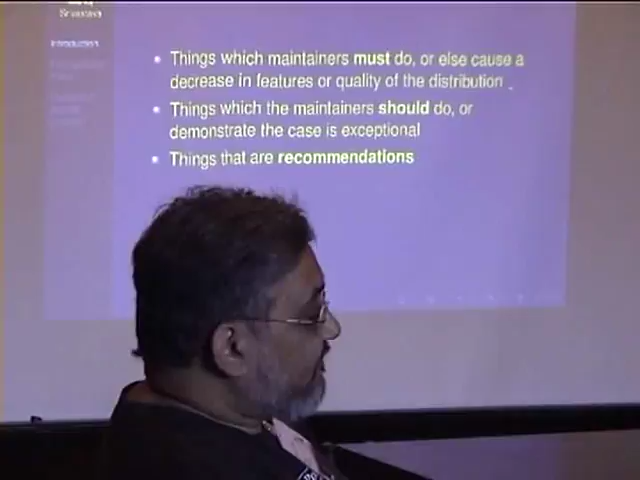 Srivastava
Introduction
Things which maintainers must do, or else cause a
decrease in features or quality of the distribution .
Things which the maintainers should do, or
demonstrate the case is exceptional
Things that are recommendations